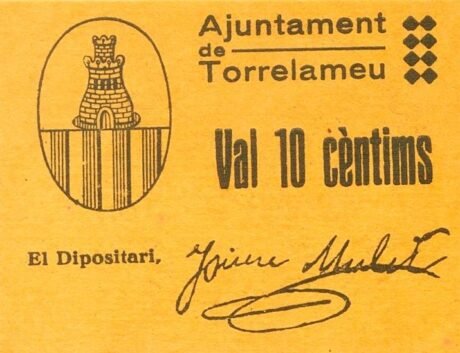 Ajuntament
de
Torrelameu
Val 10 cèntims
El Dipositari,